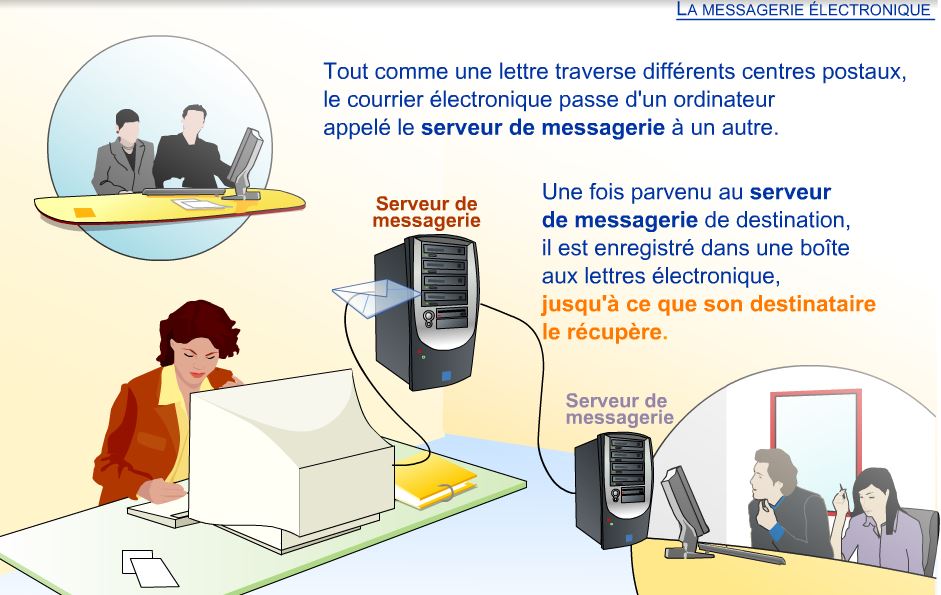 LA MESSAGERIE ÉLECTRONIQUE
Tout comme une lettre traverse différents centres postaux,
le courrier électronique passe d'un ordinateur
appelé le serveur de messagerie à un autre.
Une fois parvenu au serveur
de messagerie de destination,
il est enregistré dans une boîte
aux lettres électronique,
jusqu'à ce que son destinataire
le récupère.
Serveur de
messagerie
Serveur de
messagerie